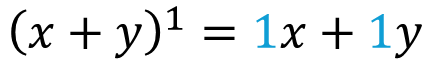 (x + y)¹ = 1x + 1y